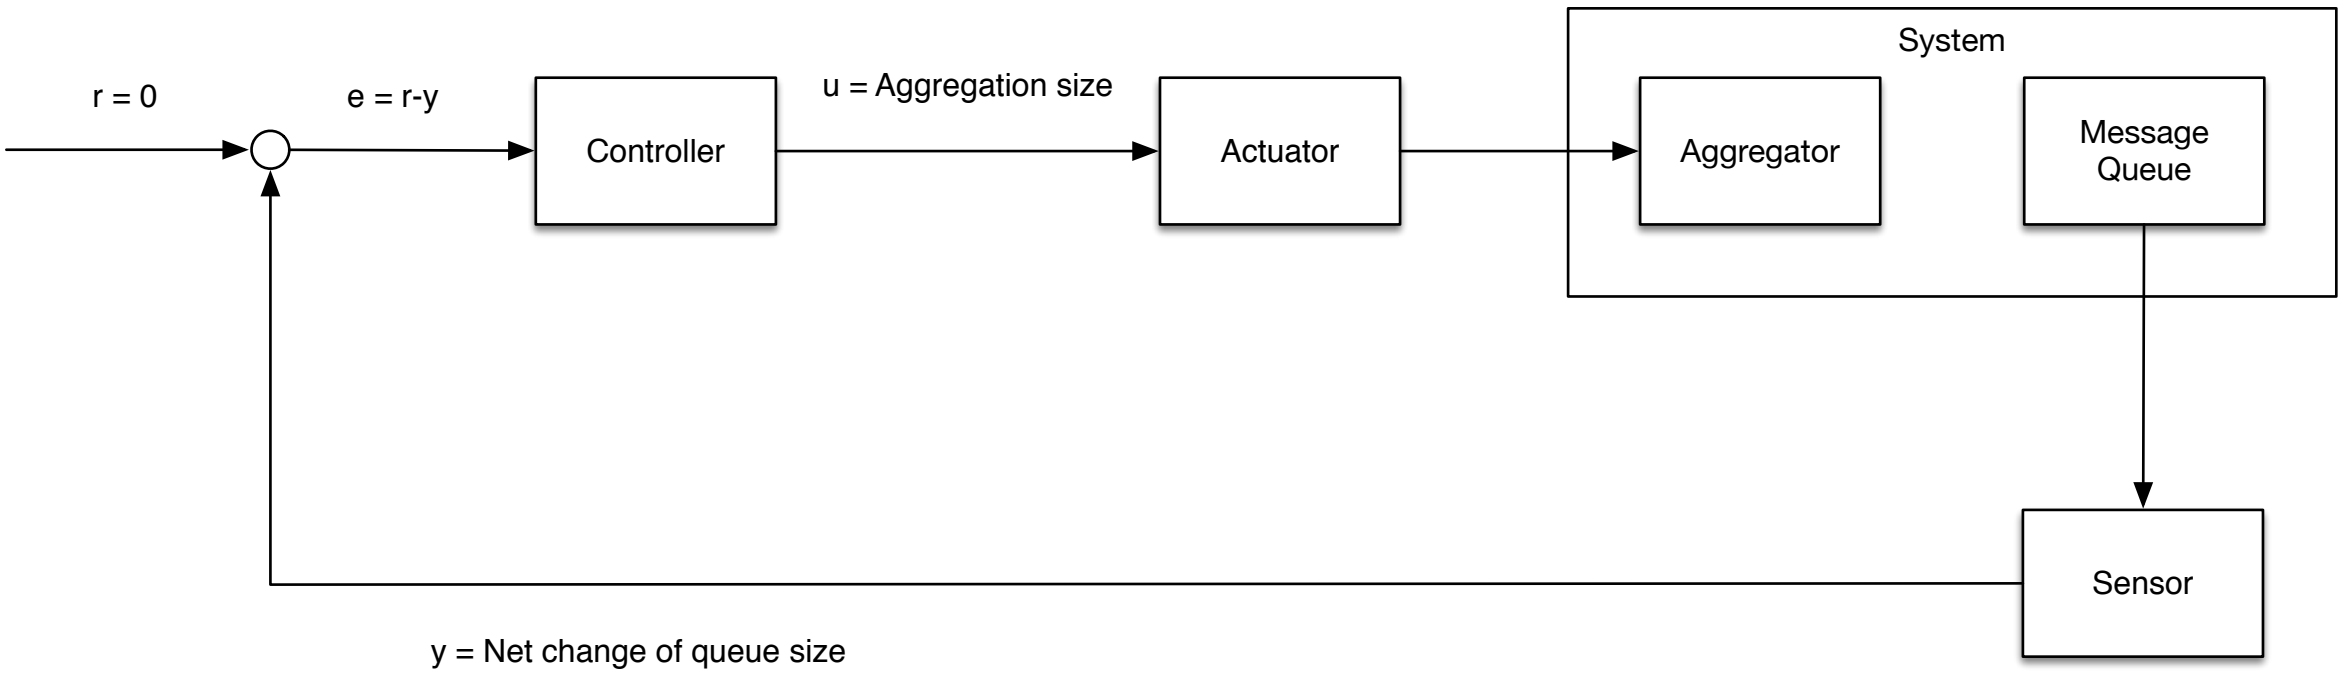 System
r = 0
e = r-y
u = Aggregation size
Controller
Actuator
Aggregator
Message
Queue
Sensor
y = Net change of queue size